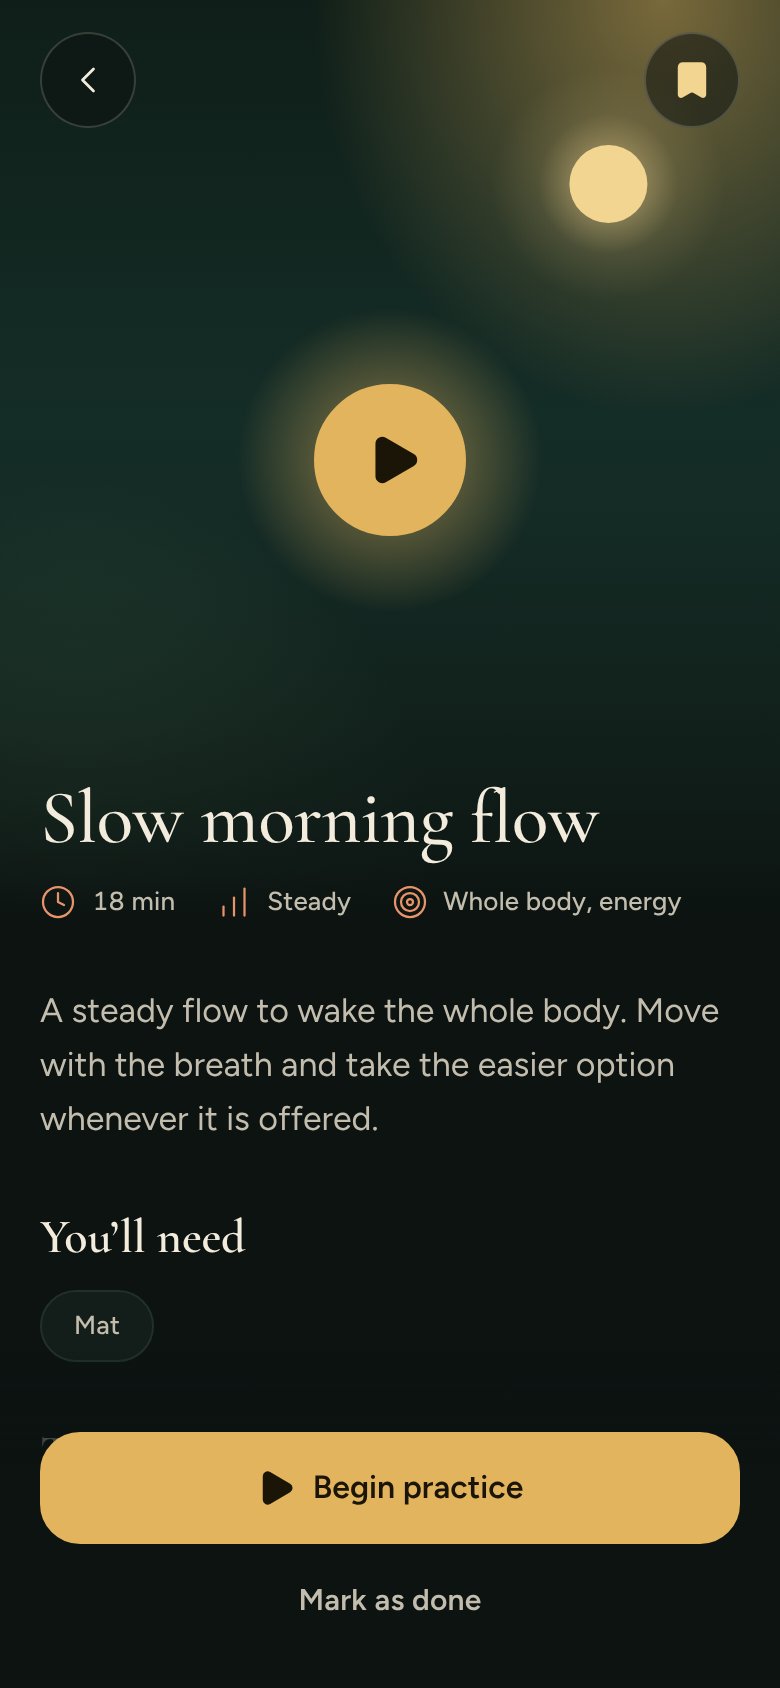 Slow morning flow
18 min Steady Whole body, energy
A steady flow to wake the whole body. Move
with the breath and take the easier option
whenever it is offered.
You’ll need
Mat
Begin practice
Mark as done